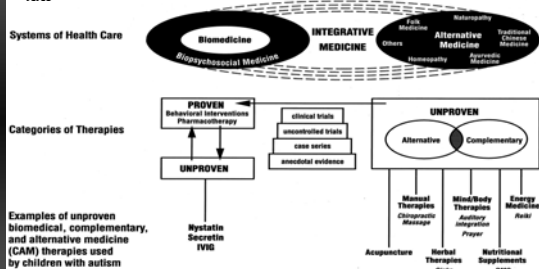 Systems of Health Care
Biomedicine
Biopsychosocial Medicine
INTEGRATIVE
MEDICINE
Naturopathy
Folk
Medicine
Others
Alternative
Medicine
Traditional
Chinese
Medicine
Homeopathy
Ayurvedic
Medicine
Categories of Therapies
PROVEN
Behavioral Interventions
Pharmacotherapy
UNPROVEN
clinical trials
uncontrolled trials
case series
anecdotal evidence
UNPROVEN
Alternative
Complementary
Examples of unproven
biomedical, complementary,
and alternative medicine
(CAM) therapies used
by children with autism
Nystatin
Secretin
IVIG
Manual
Therapies
Chiropractic
Massage
Mind/Body
Therapies
Auditory
Integration
Prayer
Energy
Medicine
Reiki
Acupuncture
Herbal
Therapies
Nutritional
Supplements